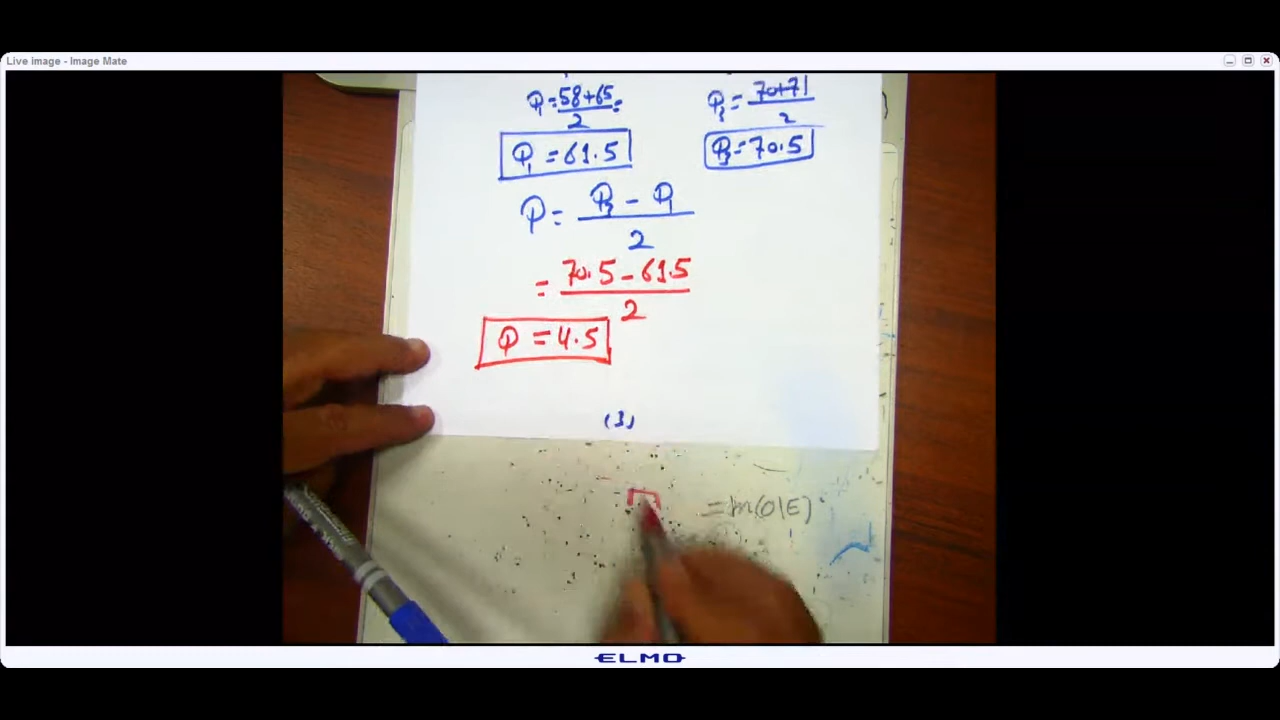 Live image - Image Mate
Q1 = 58+65/2 =
Q3 = 70+71/2
Q1 = 61.5
Q3 = 70.5
Q = Q3 - Q1/2
= 70.5 - 61.5/2
Q = 4.5
(3)
ELMO